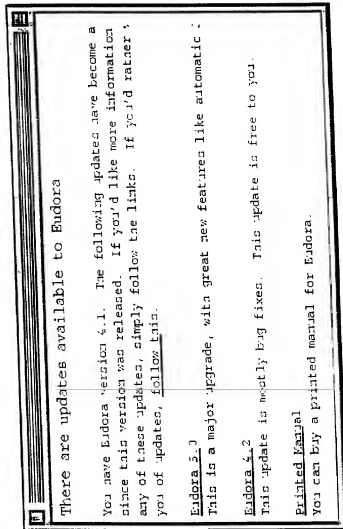 There are updates available to Eudora
You have Eudora version 4.1. The following updates have become a
since this version was released. If you'd like more information
any of these updates, simply follow the links. If you'd rather
you of updates, follow this.
Eudora 5.0
This is a major upgrade, with great new features like automatic
Eudora 4.2
This update is mostly bug fixes. This update is free to you.
Printed Manual
You can buy a printed manual for Eudora.